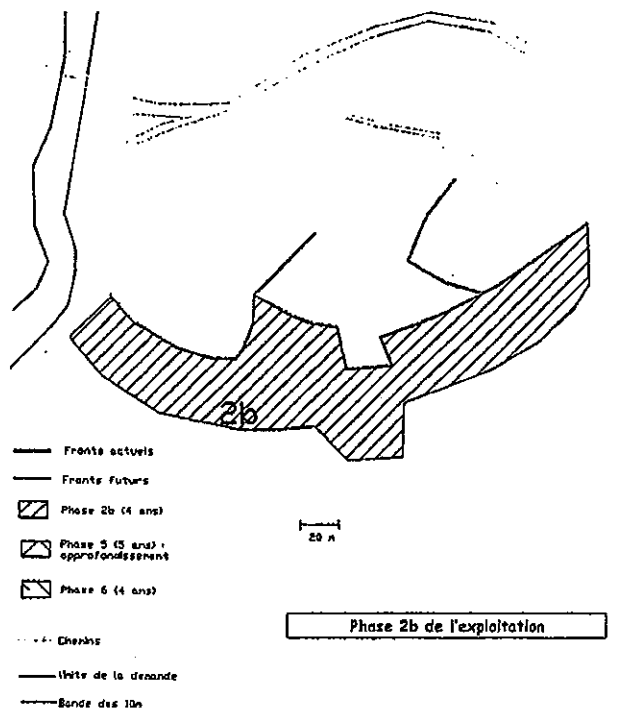 2b
Fronts actuels
Fronts futurs
Phase 2b (4 ans)
Phase 5 (5 ans) :
approfondissement
Phase 6 (4 ans)
20 m
Phase 2b de l'exploitation
Chemins
limite de la demande
Bande des 10m